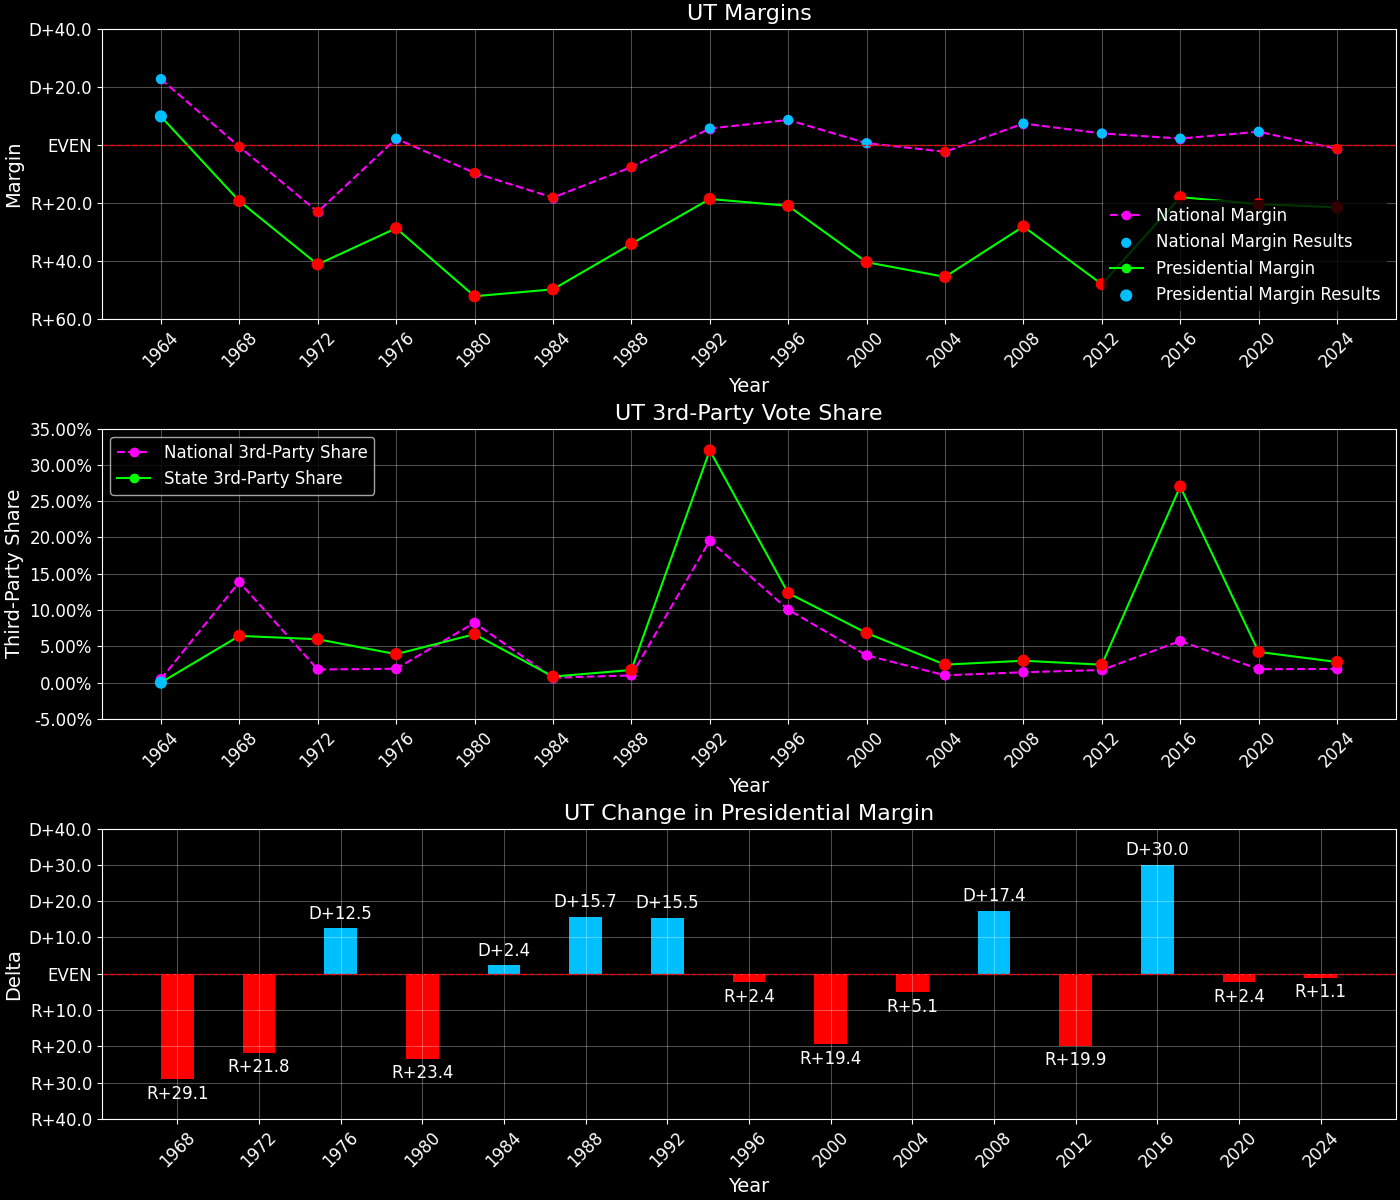 UT Margins
D+40.0
D+20.0
EVEN
R+20.0
R+40.0
R+60.0
Margin
National Margin
National Margin Results
Presidential Margin
Presidential Margin Results
1964 1968 1972 1976 1980 1984 1988 1992 1996 2000 2004 2008 2012 2016 2020 2024
Year
UT 3rd-Party Vote Share
35.00%
30.00%
25.00%
20.00%
15.00%
10.00%
5.00%
0.00%
-5.00%
Third-Party Share
National 3rd-Party Share
State 3rd-Party Share
1964 1968 1972 1976 1980 1984 1988 1992 1996 2000 2004 2008 2012 2016 2020 2024
Year
UT Change in Presidential Margin
D+40.0
D+30.0
D+20.0
D+10.0
EVEN
R+10.0
R+20.0
R+30.0
R+40.0
Delta
R+29.1
R+21.8
D+12.5
R+23.4
D+2.4
D+15.7
D+15.5
R+2.4
R+19.4
R+5.1
D+17.4
R+19.9
D+30.0
R+2.4
R+1.1
1968 1972 1976 1980 1984 1988 1992 1996 2000 2004 2008 2012 2016 2020 2024
Year